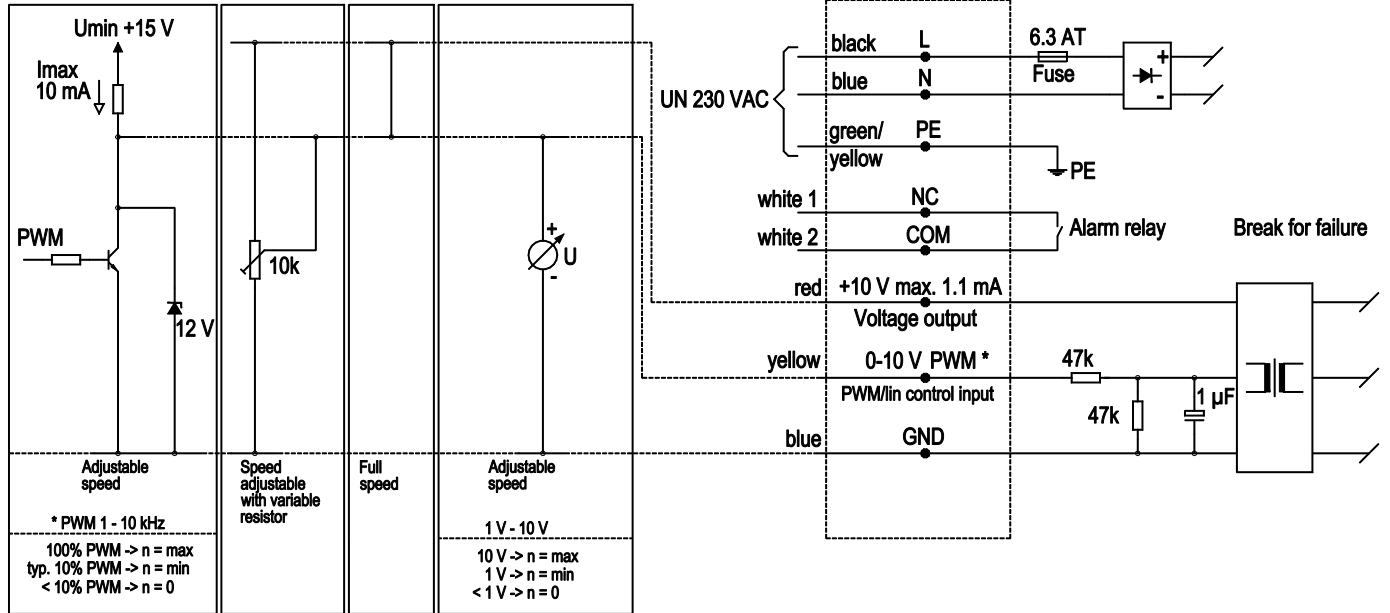 Umin +15 V
Imax
10 mA
PWM
12 V
Adjustable
speed
* PWM 1 - 10 kHz
100% PWM -> n = max
typ. 10% PWM -> n = min
< 10% PWM -> n = 0
10k
Speed
adjustable
with variable
resistor
Full
speed
+
U
-
Adjustable
speed
1 V - 10 V
10 V -> n = max
1 V -> n = min
< 1 V -> n = 0
UN 230 VAC
black L 6.3 AT
Fuse
+
-
blue N
green/ PE
yellow
PE
white 1 NC
white 2 COM
Alarm relay
Break for failure
red +10 V max. 1.1 mA
Voltage output
yellow 0-10 V PWM *
PWM/lin control input
47k
47k
1 µF
blue GND